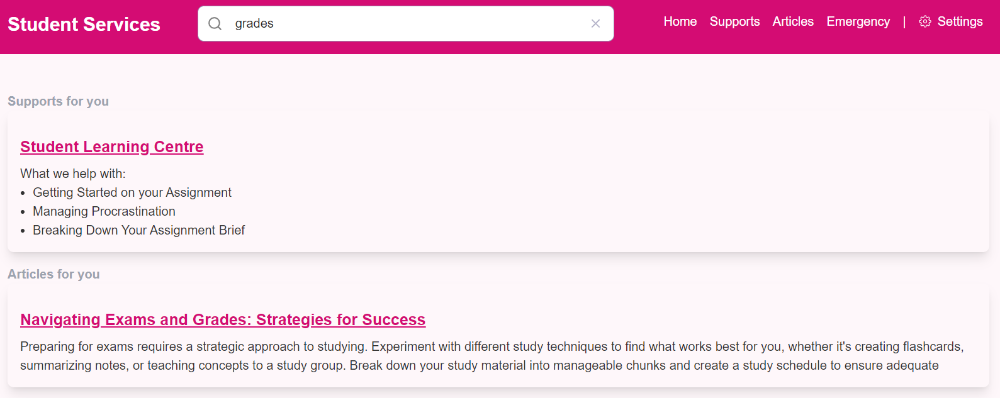 Student Services
grades
Home Supports Articles Emergency | Settings
Supports for you
Student Learning Centre
What we help with:
• Getting Started on your Assignment
• Managing Procrastination
• Breaking Down Your Assignment Brief
Articles for you
Navigating Exams and Grades: Strategies for Success
Preparing for exams requires a strategic approach to studying. Experiment with different study techniques to find what works best for you, whether it's creating flashcards,
summarizing notes, or teaching concepts to a study group. Break down your study material into manageable chunks and create a study schedule to ensure adequate